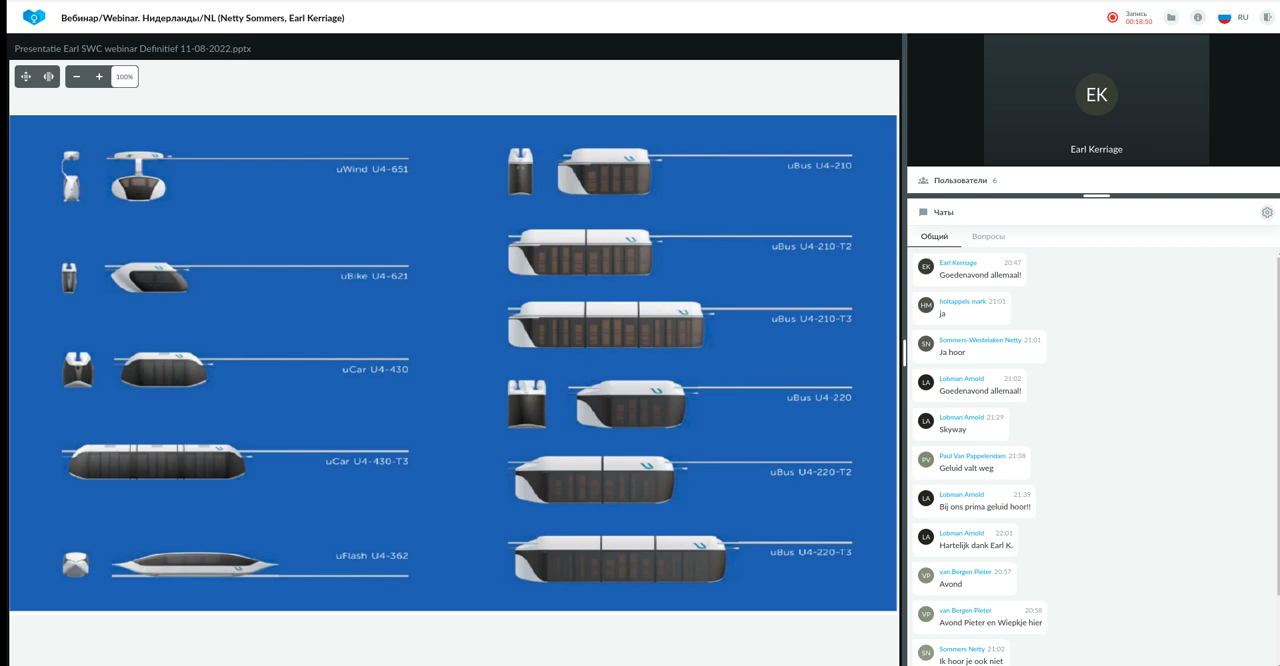 Вебинар/Webinar. Нидерланды/NL (Netty Sommers, Earl Kerriage)
Запись
00:18:50
RU
Presentatie Earl SWC webinar Definitief 11-08-2022.pptx
100%
uWind U4-651
uBike U4-621
uCar U4-430
uCar U4-430-T3
uFlash U4-362
uBus U4-210
uBus U4-210-T2
uBus U4-210-T3
uBus U4-220
uBus U4-220-T2
uBus U4-220-T3
EK
Earl Kerriage
Пользователи 6
Чаты
Общий Вопросы
EK
Earl Kerriage 20:47
Goedenavond allemaal!
HM
holtappels mark 21:01
ja
SN
Sommers-Westelaken Netty 21:01
Ja hoor
LA
Lobman Arnold 21:02
Goedenavond allemaal!
LA
Lobman Arnold 21:29
Skyway
PV
Paul Van Pappelendam 21:38
Geluid valt weg
LA
Lobman Arnold 21:39
Bij ons prima geluid hoor!!
LA
Lobman Arnold 22:01
Hartelijk dank Earl K.
VP
van Bergen Pieter 20:57
Avond
VP
van Bergen Pieter 20:58
Avond Pieter en Wiepkje hier
SN
Sommers Netty 21:02
Ik hoor je ook niet